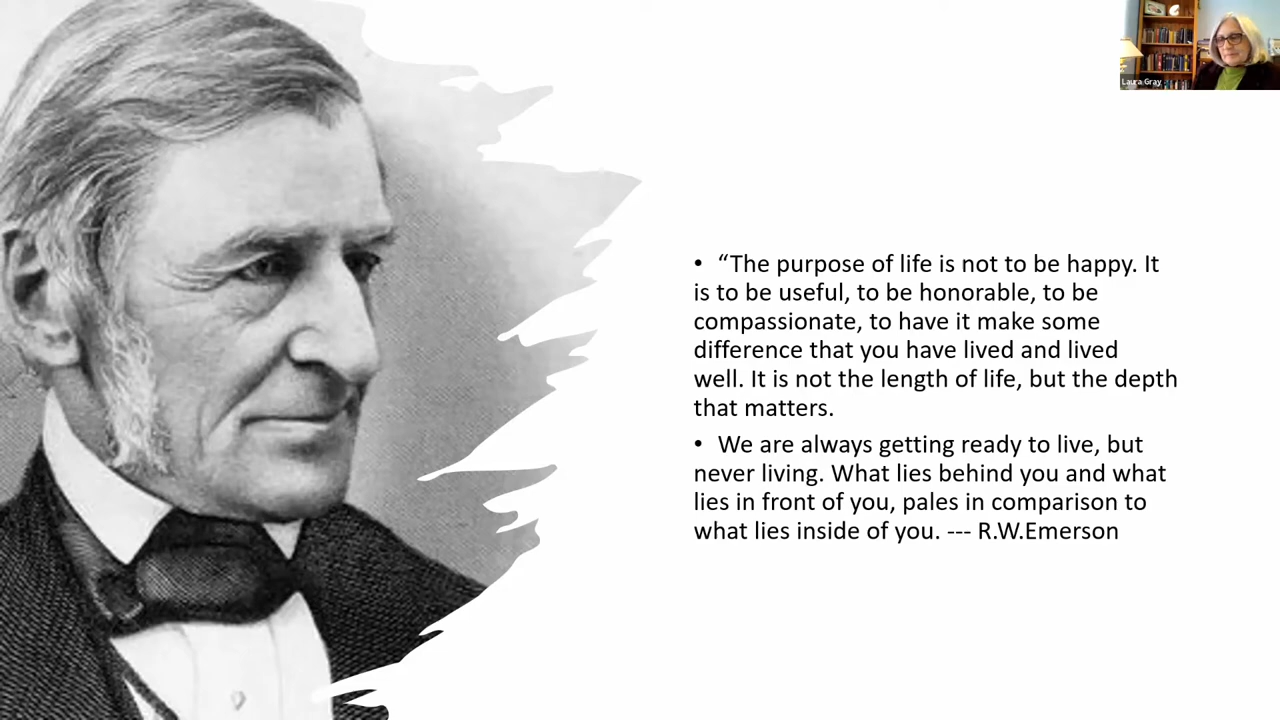 Laura Gray
• “The purpose of life is not to be happy. It
is to be useful, to be honorable, to be
compassionate, to have it make some
difference that you have lived and lived
well. It is not the length of life, but the depth
that matters.
• We are always getting ready to live, but
never living. What lies behind you and what
lies in front of you, pales in comparison to
what lies inside of you. --- R.W.Emerson